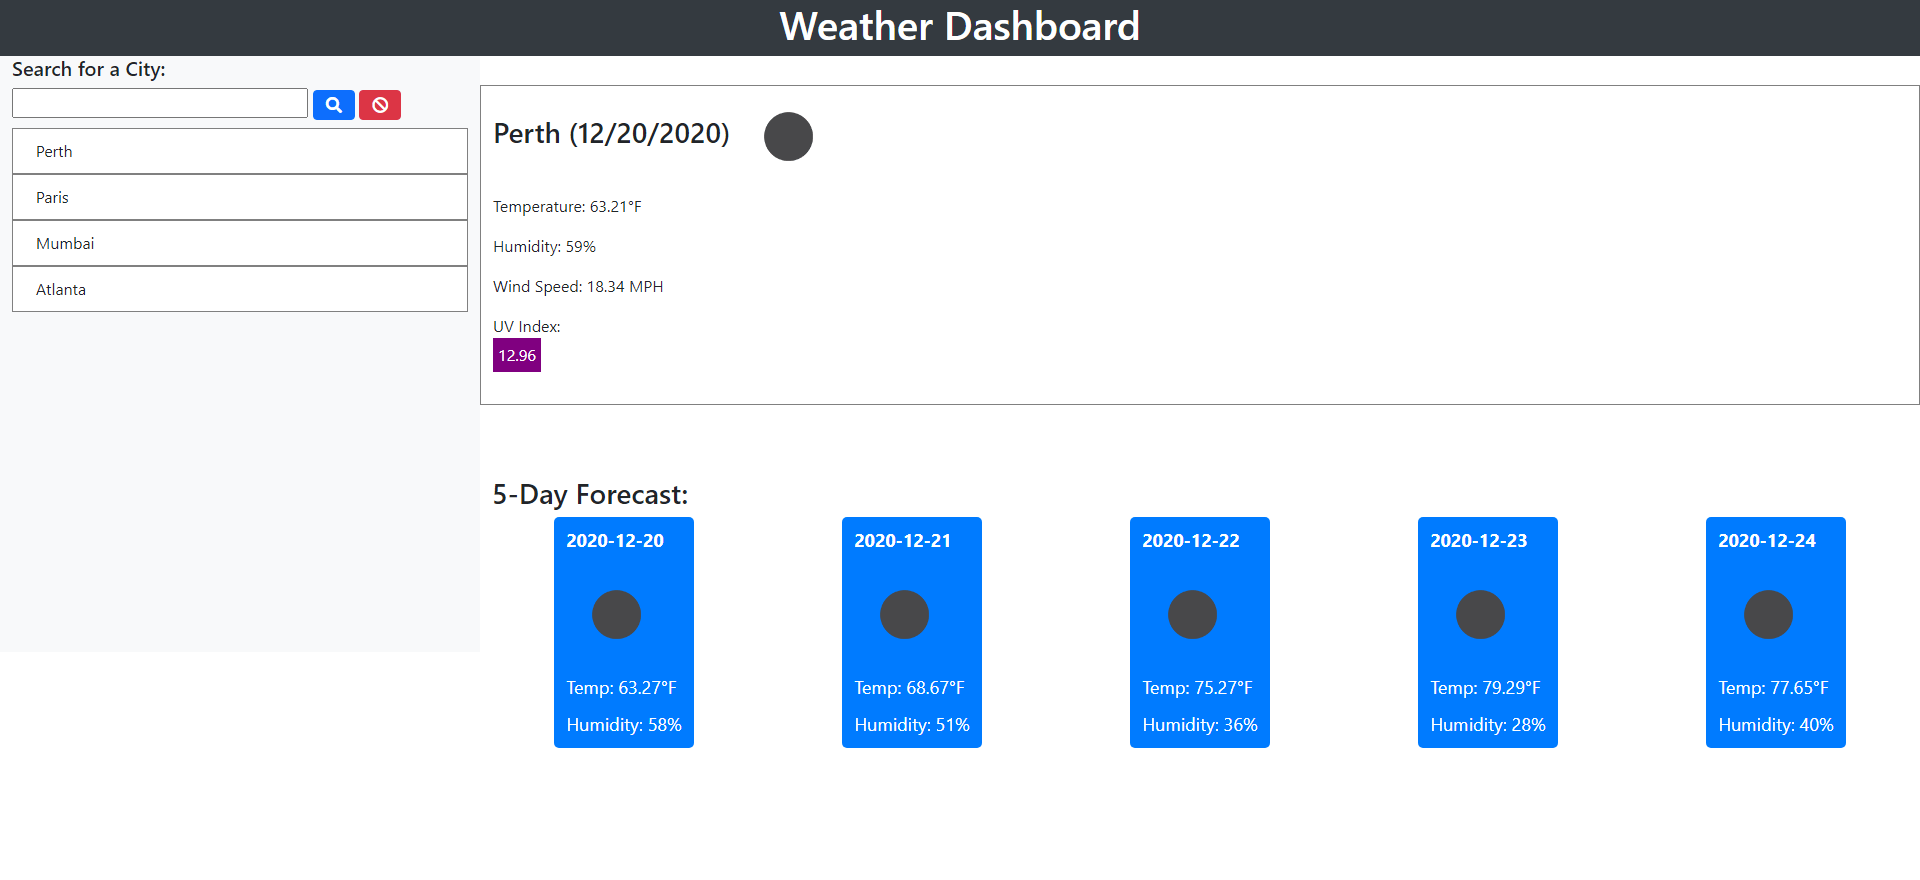 Weather Dashboard
Search for a City:
Perth
Paris
Mumbai
Atlanta
Perth (12/20/2020)
Temperature: 63.21°F
Humidity: 59%
Wind Speed: 18.34 MPH
UV Index:
12.96
5-Day Forecast:
2020-12-20
Temp: 63.27°F
Humidity: 58%
2020-12-21
Temp: 68.67°F
Humidity: 51%
2020-12-22
Temp: 75.27°F
Humidity: 36%
2020-12-23
Temp: 79.29°F
Humidity: 28%
2020-12-24
Temp: 77.65°F
Humidity: 40%